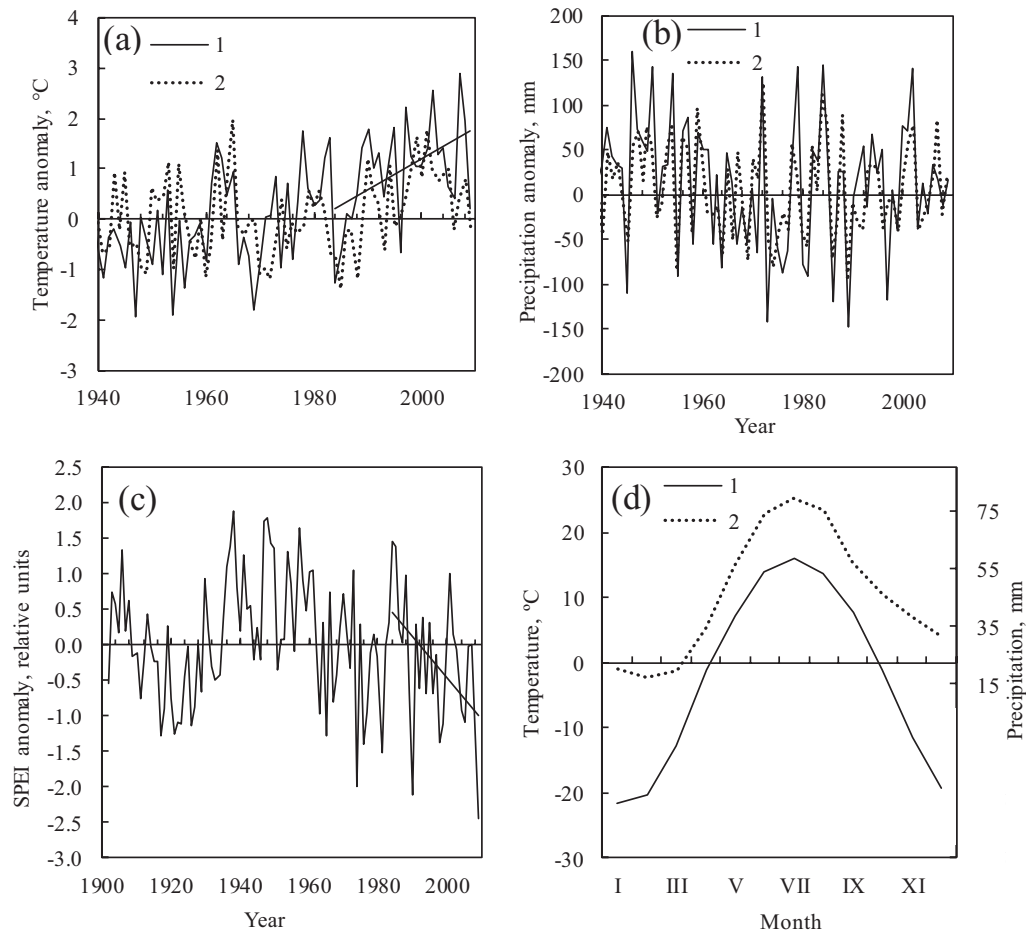 (a)
1
2
Temperature anomaly, °C
4
3
2
1
0
-1
-2
-3
1940 1960 1980 2000
(b)
1
2
Precipitation anomaly, mm
200
150
100
50
0
-50
-100
-150
-200
1940 1960 1980 2000
Year
(c)
SPEI anomaly, relative units
2.5
2.0
1.5
1.0
0.5
0.0
-0.5
-1.0
-1.5
-2.0
-2.5
-3.0
1900 1920 1940 1960 1980 2000
Year
(d)
1
2
Temperature, °C
30
20
10
0
-10
-20
-30
75
55
35
15
Precipitation, mm
I III V VII IX XI
Month